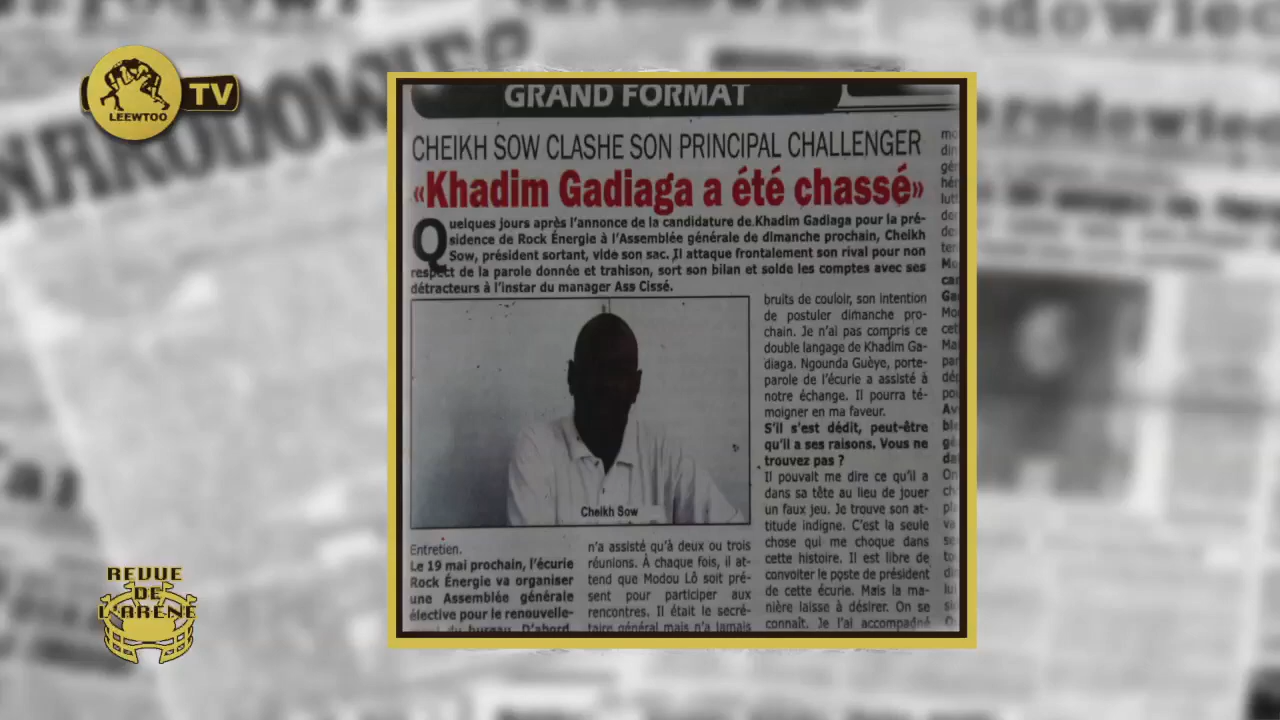 LEEWTOO
TV
GRAND FORMAT
CHEIKH SOW CLASHE SON PRINCIPAL CHALLENGER
«Khadim Gadiaga a été chassé»
Quelques jours après l'annonce de la candidature de Khadim Gadiaga pour la pré-
sidence de Rock Énergie à l'Assemblée générale de dimanche prochain, Cheikh
Sow, président sortant, vide son sac. Il attaque frontalement son rival pour non
respect de la parole donnée et trahison, sort son bilan et solde les comptes avec ses
détracteurs à l'instar du manager Ass Cissé.
Cheikh Sow
Entretien.
Le 19 mai prochain, l'écurie
Rock Énergie va organiser
une Assemblée générale
élective pour le renouvelle-
du bureau. D'abord,
n'a assisté qu'à deux ou trois
réunions. À chaque fois, il at-
tend que Modou Lô soit pré-
sent pour participer aux
rencontres. Il était le secré-
taire général mais n'a jamais
bruits de couloir, son intention
de postuler dimanche pro-
chain. Je n'ai pas compris ce
double langage de Khadim Ga-
diaga. Ngounda Guèye, porte-
parole de l'écurie a assisté à
notre échange. Il pourra té-
moigner en ma faveur.
S'il s'est dédit, peut-être
qu'il a ses raisons. Vous ne
trouvez pas ?
Il pouvait me dire ce qu'il a
dans sa tête au lieu de jouer
un faux jeu. Je trouve son at-
titude indigne. C'est la seule
chose qui me choque dans
cette histoire. Il est libre de
convoiter le poste de président
de cette écurie. Mais la ma-
nière laisse à désirer. On se
connaît. Je l'ai accompagné
REVUE
DE
L'ARÈNE